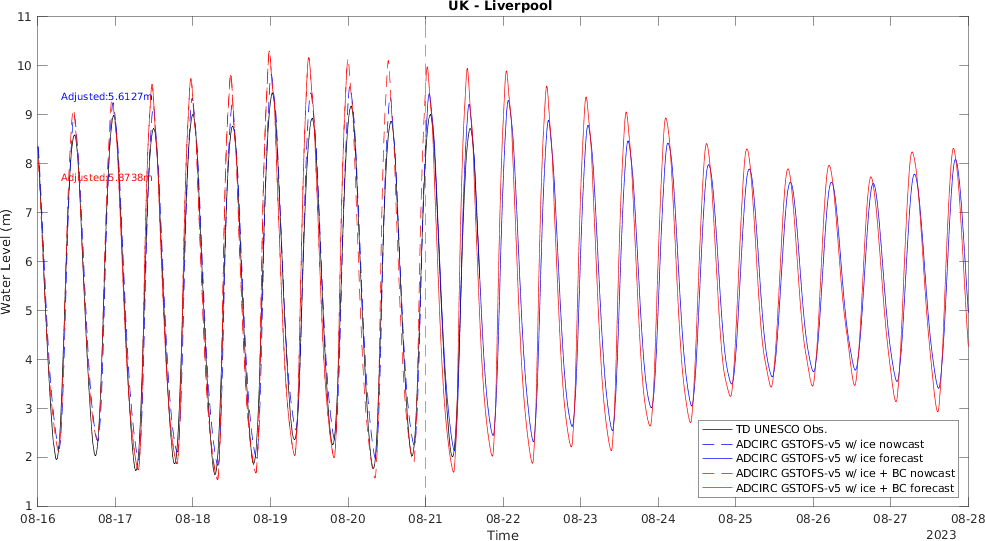 UK - Liverpool
11
10
9
8
7
6
5
4
3
2
1
Water Level (m)
Adjusted:5.6127m
Adjusted:5.8738m
TD UNESCO Obs.
ADCIRC GSTOFS-v5 w/ ice nowcast
ADCIRC GSTOFS-v5 w/ ice forecast
ADCIRC GSTOFS-v5 w/ ice + BC nowcast
ADCIRC GSTOFS-v5 w/ ice + BC forecast
08-16 08-17 08-18 08-19 08-20 08-21 08-22 08-23 08-24 08-25 08-26 08-27 08-28
Time
2023